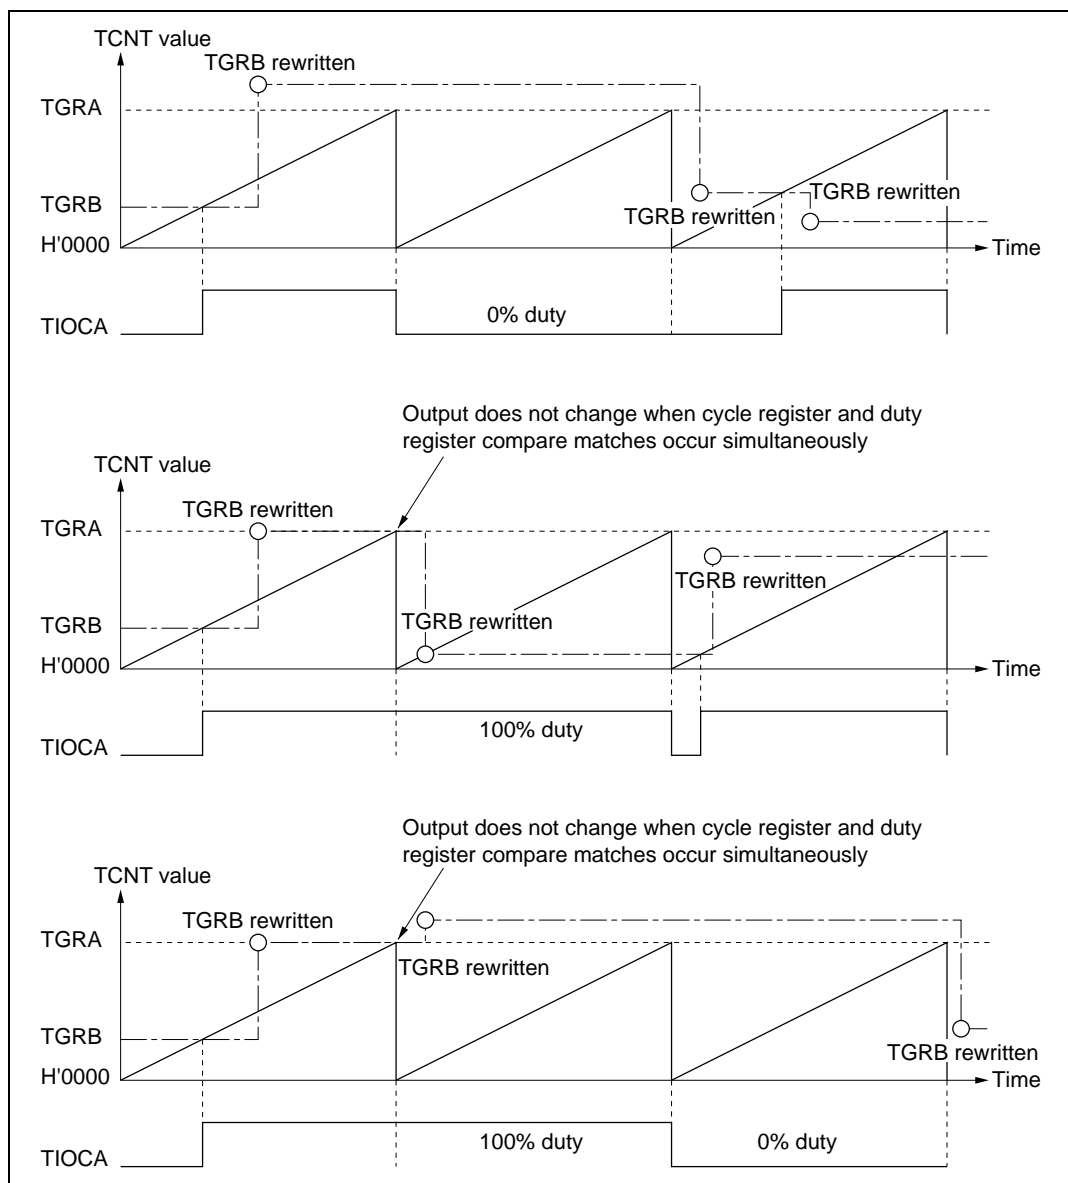 TCNT value
TGRB rewritten
TGRA
TGRB
TGRB rewritten
TGRB rewritten
H'0000
Time
TIOCA
0% duty
Output does not change when cycle register and duty
register compare matches occur simultaneously
TCNT value
TGRB rewritten
TGRA
TGRB rewritten
TGRB
TGRB rewritten
H'0000
Time
TIOCA
100% duty
Output does not change when cycle register and duty
register compare matches occur simultaneously
TCNT value
TGRB rewritten
TGRA
TGRB rewritten
TGRB
TGRB rewritten
H'0000
Time
TIOCA
100% duty
0% duty